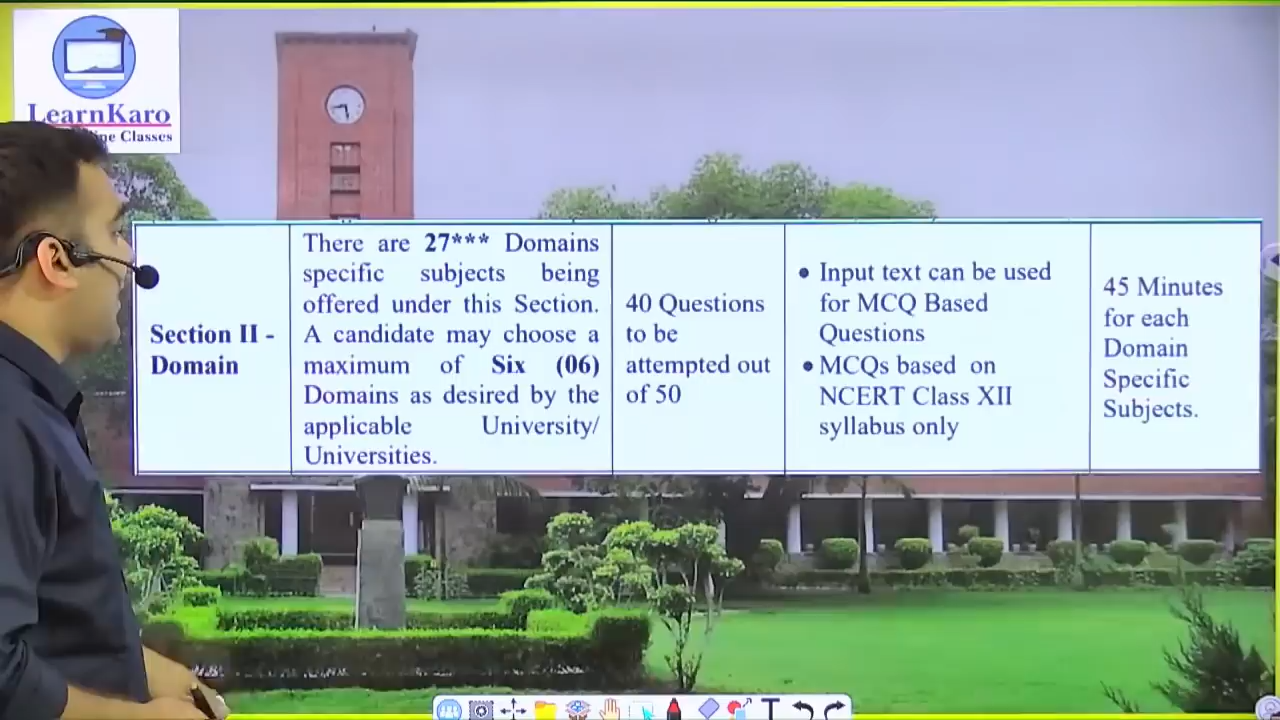 LearnKaro
ine Classes
Section II -
Domain
There are 27*** Domains
specific subjects being
offered under this Section.
A candidate may choose a
maximum of Six (06)
Domains as desired by the
applicable University/
Universities.
40 Questions
to be
attempted out
of 50
• Input text can be used
for MCQ Based
Questions
• MCQs based on
NCERT Class XII
syllabus only
45 Minutes
for each
Domain
Specific
Subjects.
T